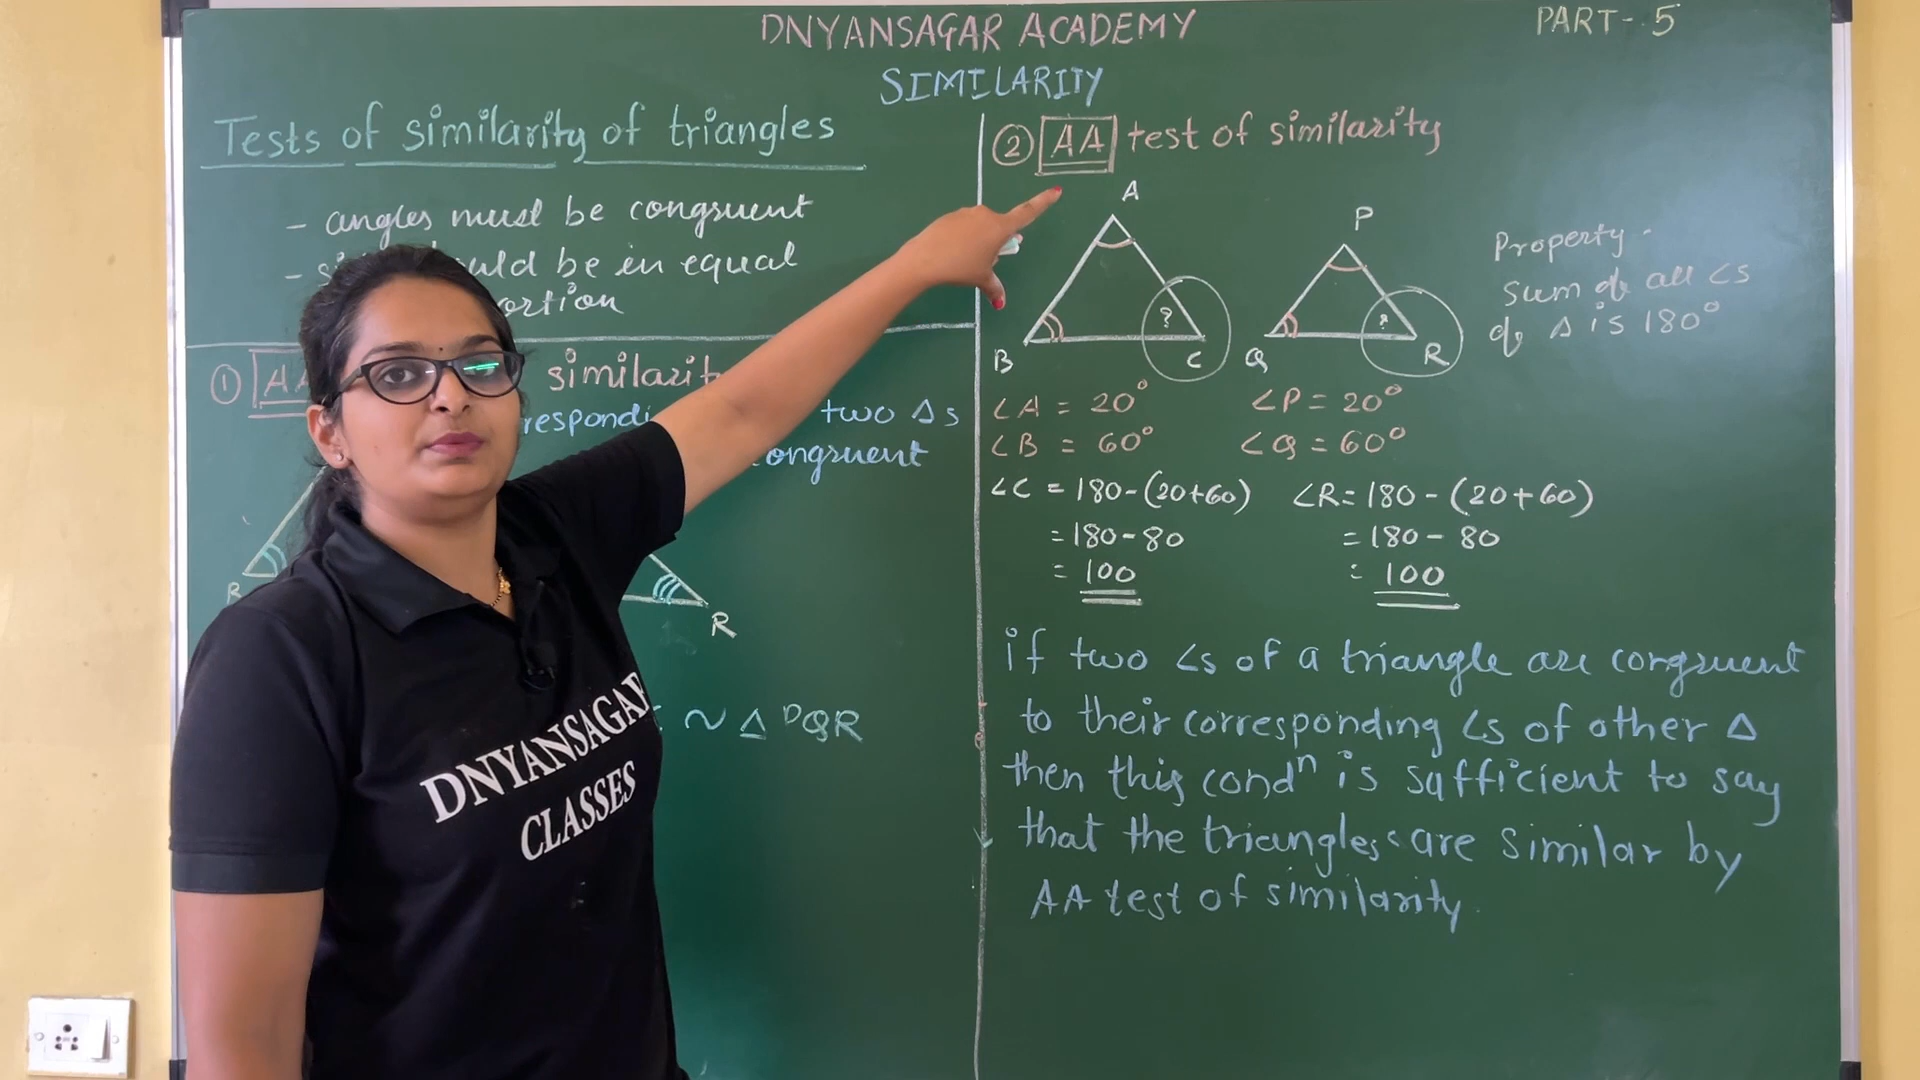 DNYANSAGAR ACADEMY
PART-5
SIMILARITY
Tests of similarity of triangles
- angles must be congruent
be in equal
① similarit
two Δs
congruent
R
R
~ Δ PQR
② AA test of similarity
A
B
C
?
P
Q
R
?
Property -
Sum of all ∠s
of Δ is 180°
∠A = 20°
∠B = 60°
∠C = 180-(20+60)
= 180-80
= 100
∠P = 20°
∠Q = 60°
∠R = 180 - (20+60)
= 180 - 80
= 100
if two ∠s of a triangle are congruent
to their corresponding ∠s of other Δ
then this condⁿ is sufficient to say
that the triangles are similar by
AA test of similarity.
DNYANSAGAR
CLASSES